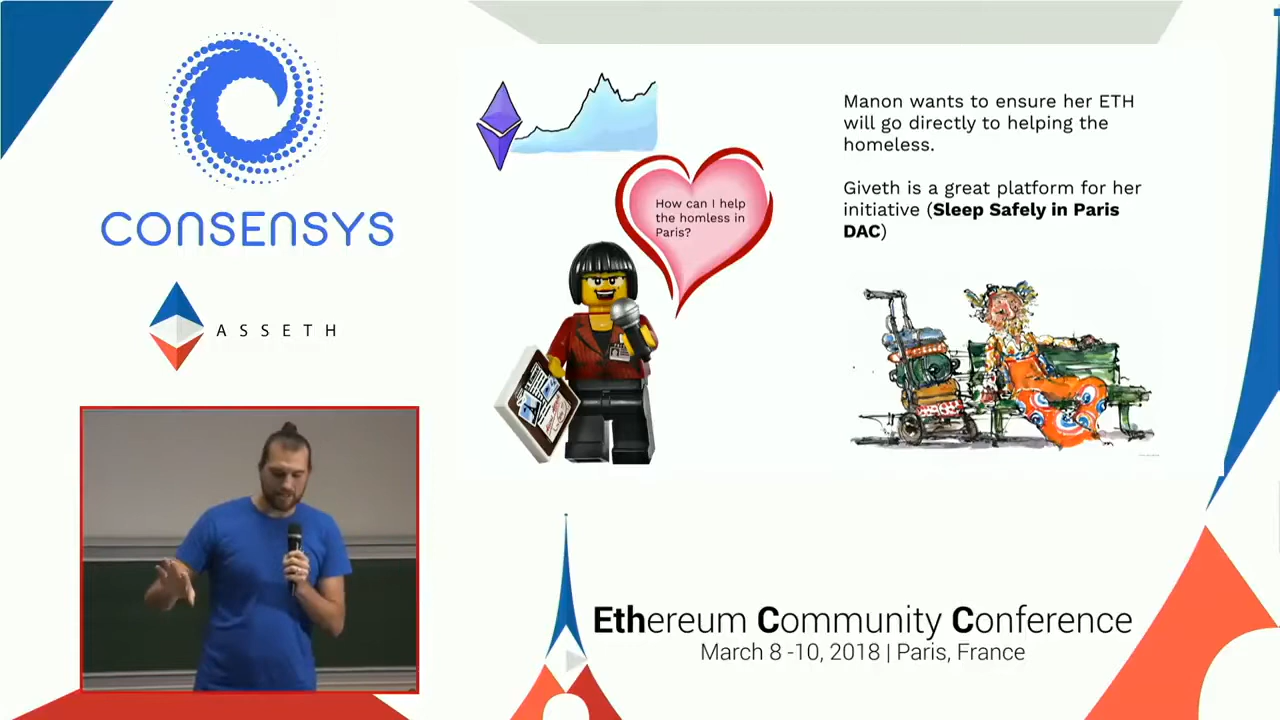 CONSENSYS
ASSETH
Manon wants to ensure her ETH
will go directly to helping the
homeless.
Giveth is a great platform for her
initiative (Sleep Safely in Paris
DAC)
How can I help
the homless in
Paris?
Ethereum Community Conference
March 8 -10, 2018 | Paris, France